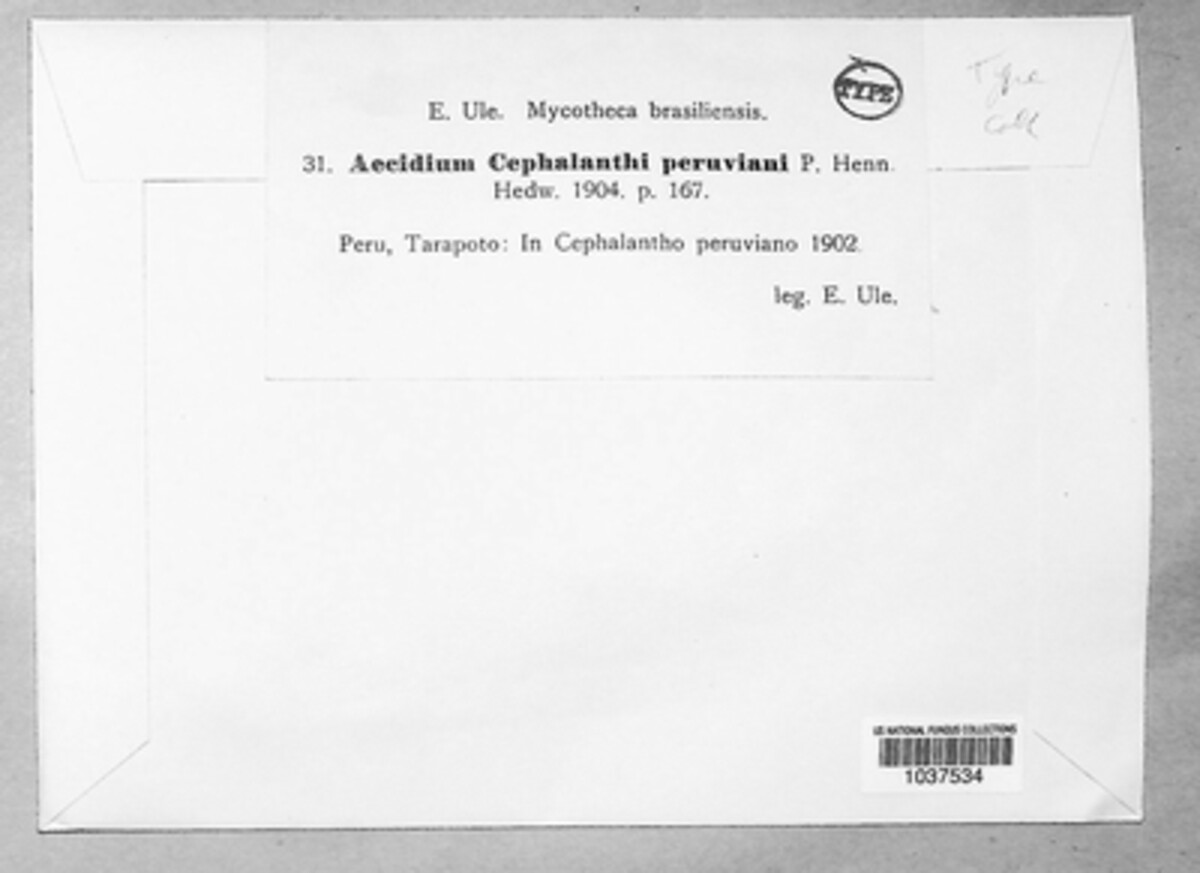 TYPE
Type
Coll
E. Ule. Mycotheca brasiliensis.
31. Aecidium Cephalanthi peruviani P. Henn.
Hedw. 1904. p. 167.
Peru, Tarapoto: In Cephalantho peruviano 1902.
leg. E. Ule.
US NATIONAL FUNGUS COLLECTIONS
1037534